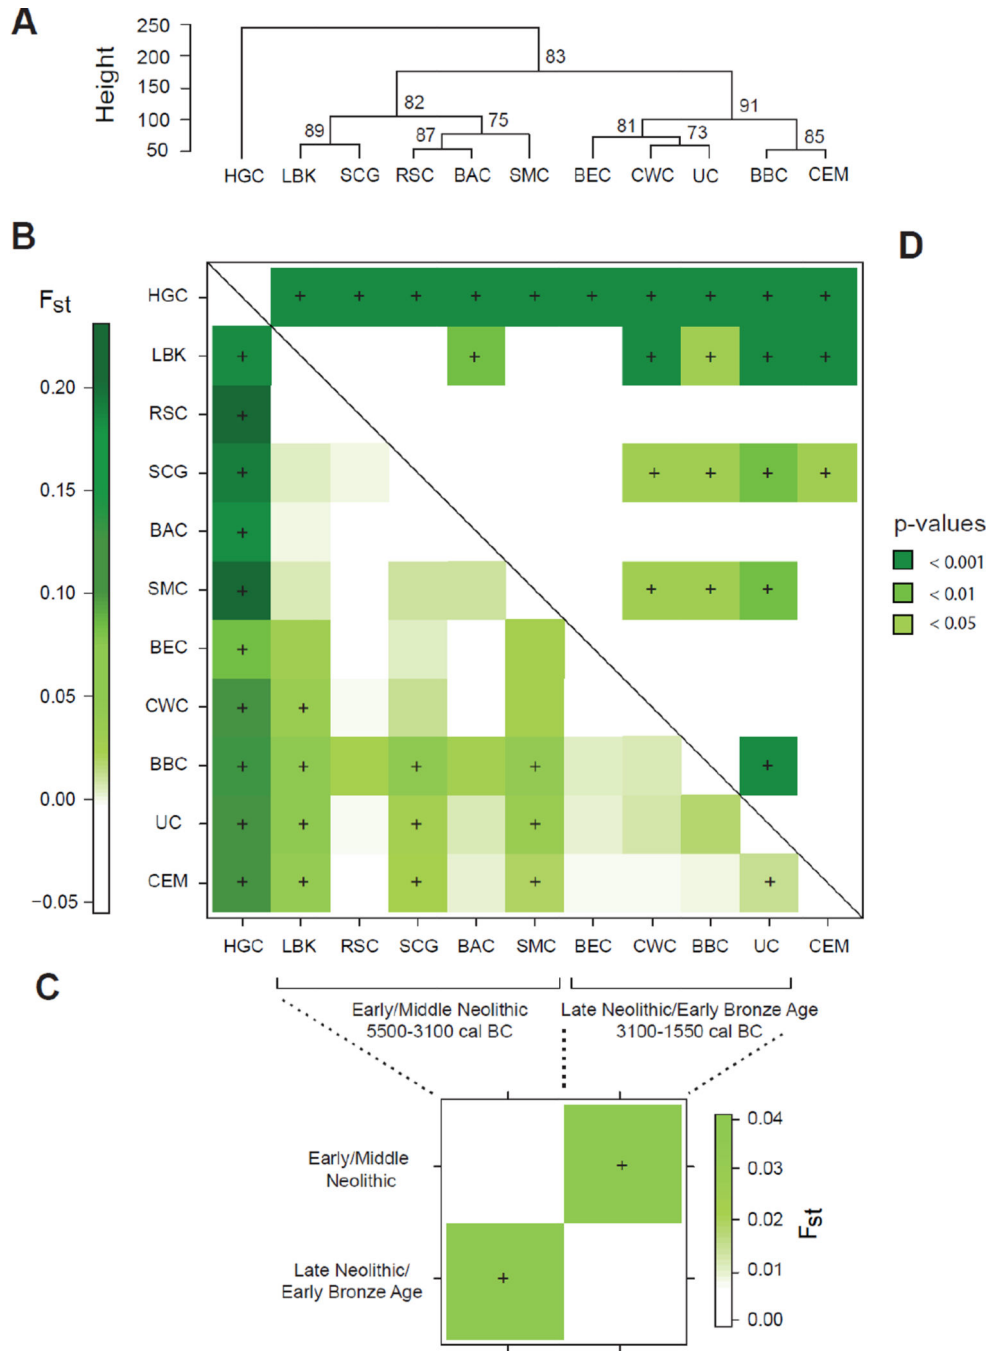 A
Height
250
200
150
100
50
83
82
91
89
87
75
81
73
85
HGC LBK SCG RSC BAC SMC BEC CWC UC BBC CEM
B
D
Fst
0.20
0.15
0.10
0.05
0.00
−0.05
HGC
LBK
RSC
SCG
BAC
SMC
BEC
CWC
BBC
UC
CEM
+ + + + + + + + + +
+ + + + + +
+
+ + + + +
+
+ + + +
+
+ +
+ + + + +
+ + + +
+ + + + +
HGC LBK RSC SCG BAC SMC BEC CWC BBC UC CEM
p-values
< 0.001
< 0.01
< 0.05
C
Early/Middle Neolithic
5500-3100 cal BC
Late Neolithic/Early Bronze Age
3100-1550 cal BC
Early/Middle
Neolithic
+
Late Neolithic/
Early Bronze Age
+
0.04
0.03
0.02
0.01
0.00
Fst